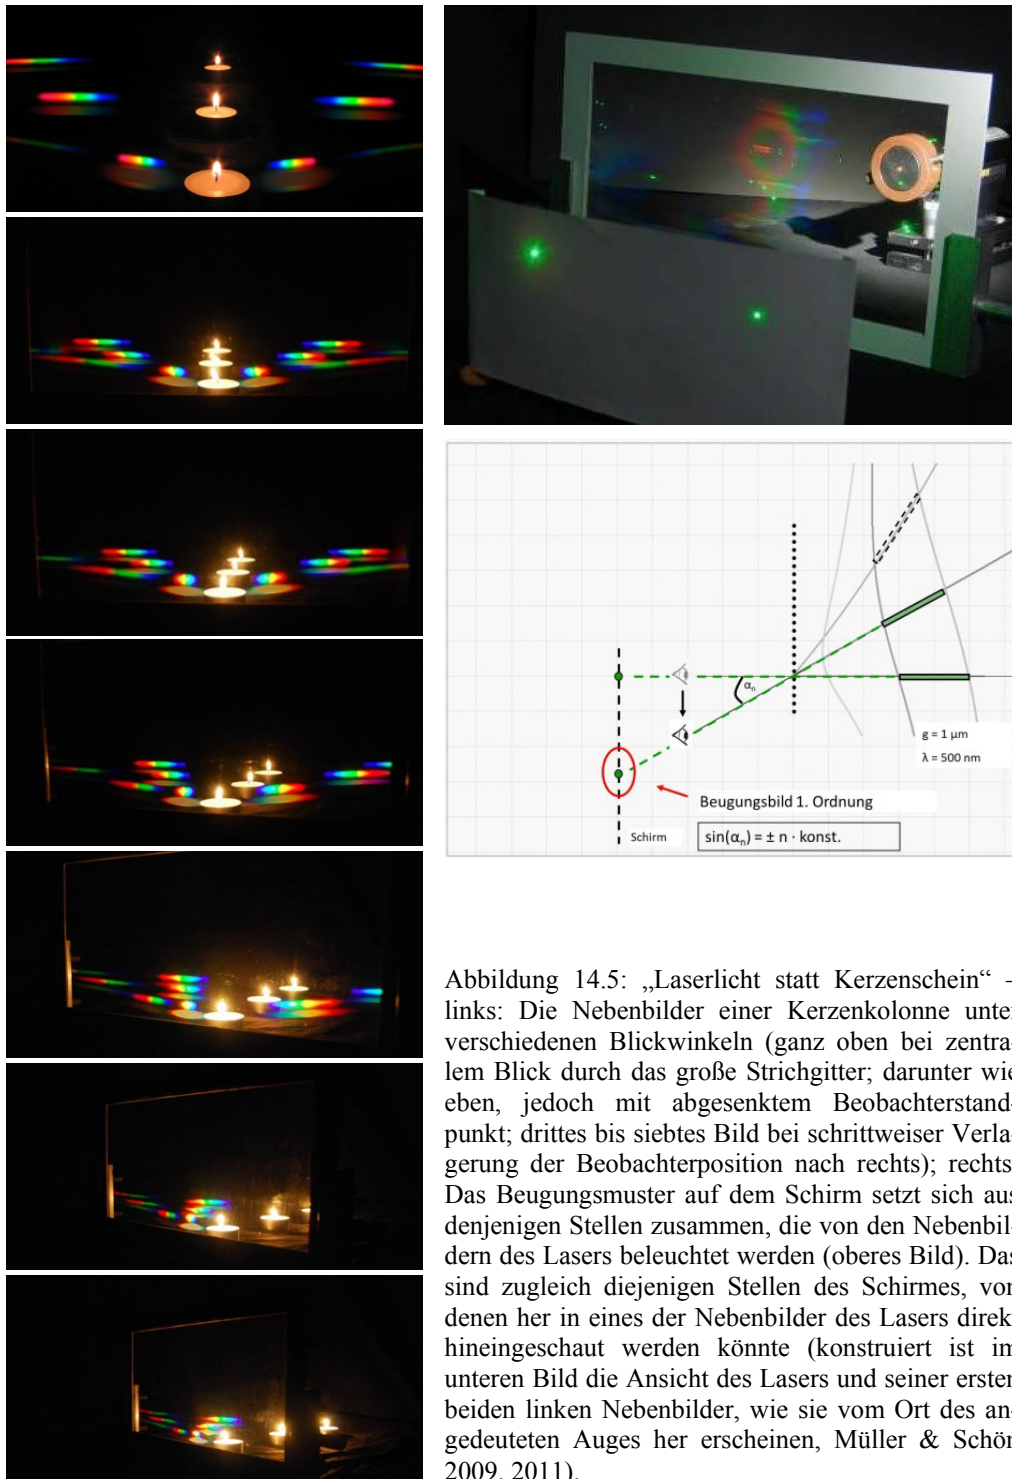 αn
g = 1 µm
λ = 500 nm
Beugungsbild 1. Ordnung
Schirm
sin(αn) = ± n · konst.
Abbildung 14.5: „Laserlicht statt Kerzenschein“ –
links: Die Nebenbilder einer Kerzenkolonne unter
verschiedenen Blickwinkeln (ganz oben bei zentra-
lem Blick durch das große Strichgitter; darunter wie
eben, jedoch mit abgesenktem Beobachterstand-
punkt; drittes bis siebtes Bild bei schrittweiser Verla-
gerung der Beobachterposition nach rechts); rechts:
Das Beugungsmuster auf dem Schirm setzt sich aus
denjenigen Stellen zusammen, die von den Nebenbil-
dern des Lasers beleuchtet werden (oberes Bild). Das
sind zugleich diejenigen Stellen des Schirmes, von
denen her in eines der Nebenbilder des Lasers direkt
hineingeschaut werden könnte (konstruiert ist im
unteren Bild die Ansicht des Lasers und seiner ersten
beiden linken Nebenbilder, wie sie vom Ort des an-
gedeuteten Auges her erscheinen, Müller & Schön
2009, 2011).